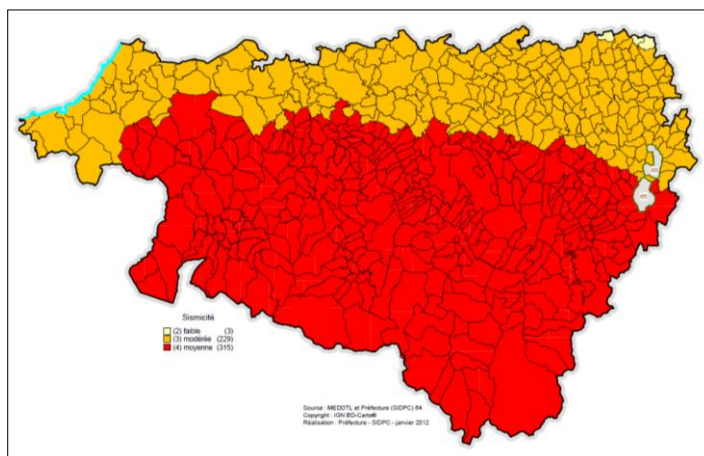 Sismicité
(2) faible (3)
(3) modérée (229)
(4) moyenne (315)
Source : MEDDTL et Préfecture (SIDPC) 64
Copyright : IGN BD-Carto®
Réalisation : Préfecture - SIDPC - janvier 2012